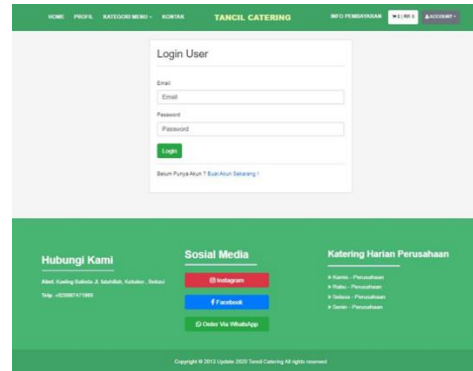 HOME PROFIL KATEGORI MENU KONTAK TANCIL CATERING INFO PEMBAYARAN ACCOUNT
Login User
Email
Email
Password
Password
Login
Belum Punya Akun ? Buat Akun Sekarang !
Hubungi Kami
Sosial Media
Katering Harian Perusahaan
Instagram
Facebook
Order Via WhatsApp
» Kamis - Perusahaan
» Rabu - Perusahaan
» Selasa - Perusahaan
» Senin - Perusahaan
Copyright © 2013 Update 2020 Tancil Catering All rights reserved